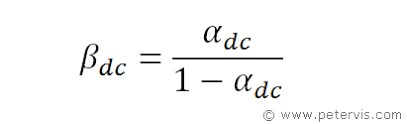 β_dc = α_dc / (1 − α_dc)
© www.petervis.com